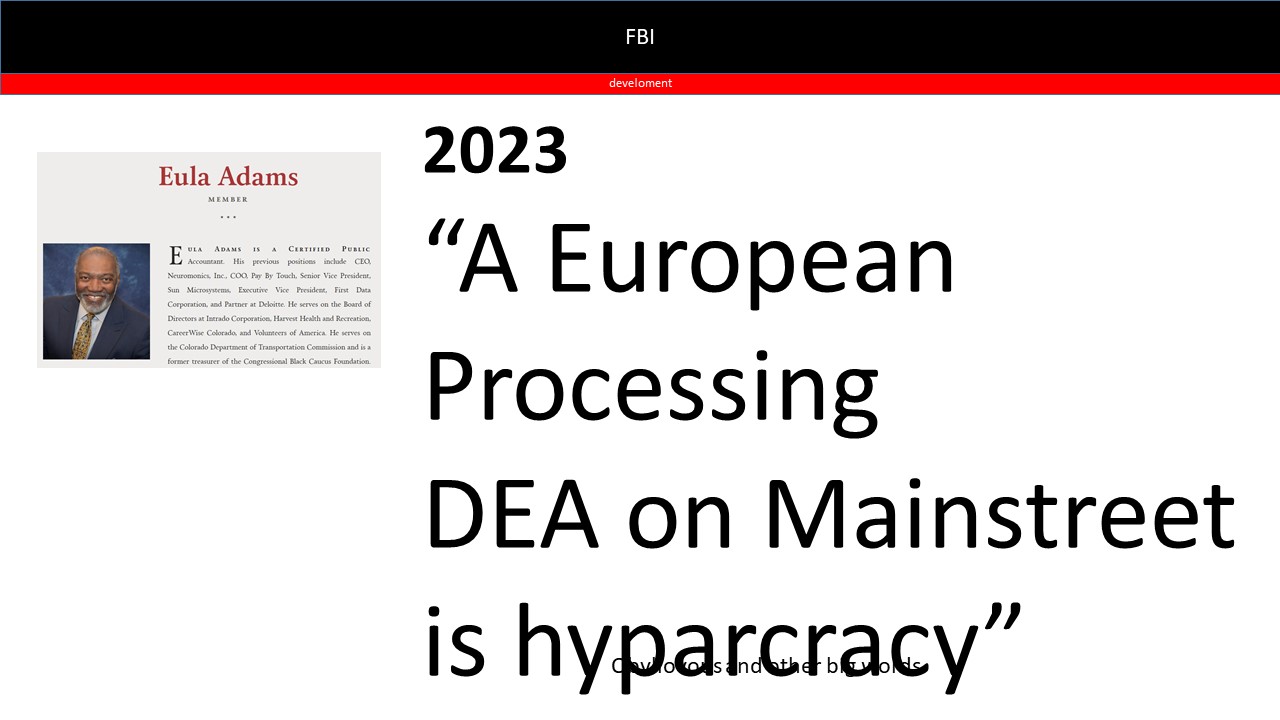 FBI
develoment
2023
“A European
Processing
DEA on Mainstreet
is hyparcracy”
and other big words
Eula Adams
MEMBER
• • •
Eula Adams is a Certified Public
Accountant. His previous positions include CEO,
Neuromonics, Inc., COO, Pay By Touch, Senior Vice President,
Sun Microsystems, Executive Vice President, First Data
Corporation, and Partner at Deloitte. He serves on the Board of
Directors at Intrado Corporation, Harvest Health and Recreation,
CareerWise Colorado, and Volunteers of America. He serves on
the Colorado Department of Transportation Commission and is a
former treasurer of the Congressional Black Caucus Foundation.